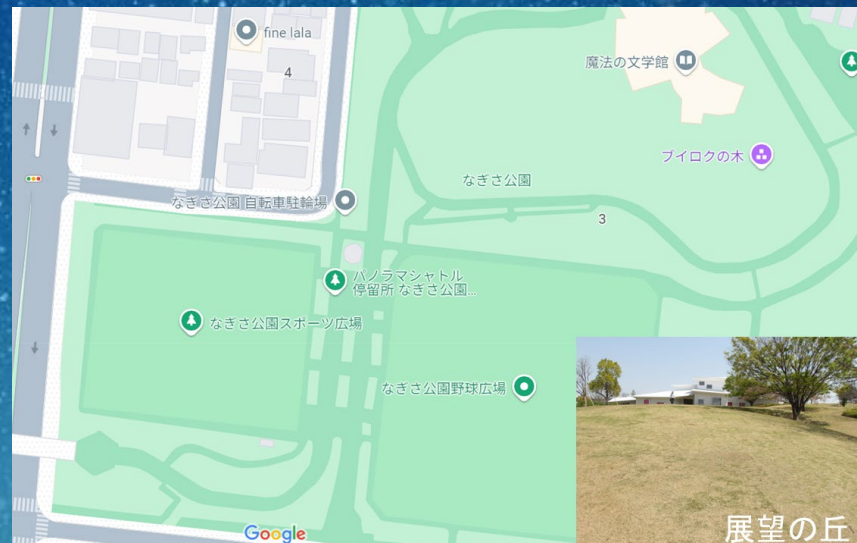 fine lala
4
魔法の文学館
ブイロクの木
なぎさ公園
なぎさ公園 自転車駐輪場
3
パノラマシャトル
停留所 なぎさ公園...
なぎさ公園スポーツ広場
なぎさ公園野球広場
Google
展望の丘